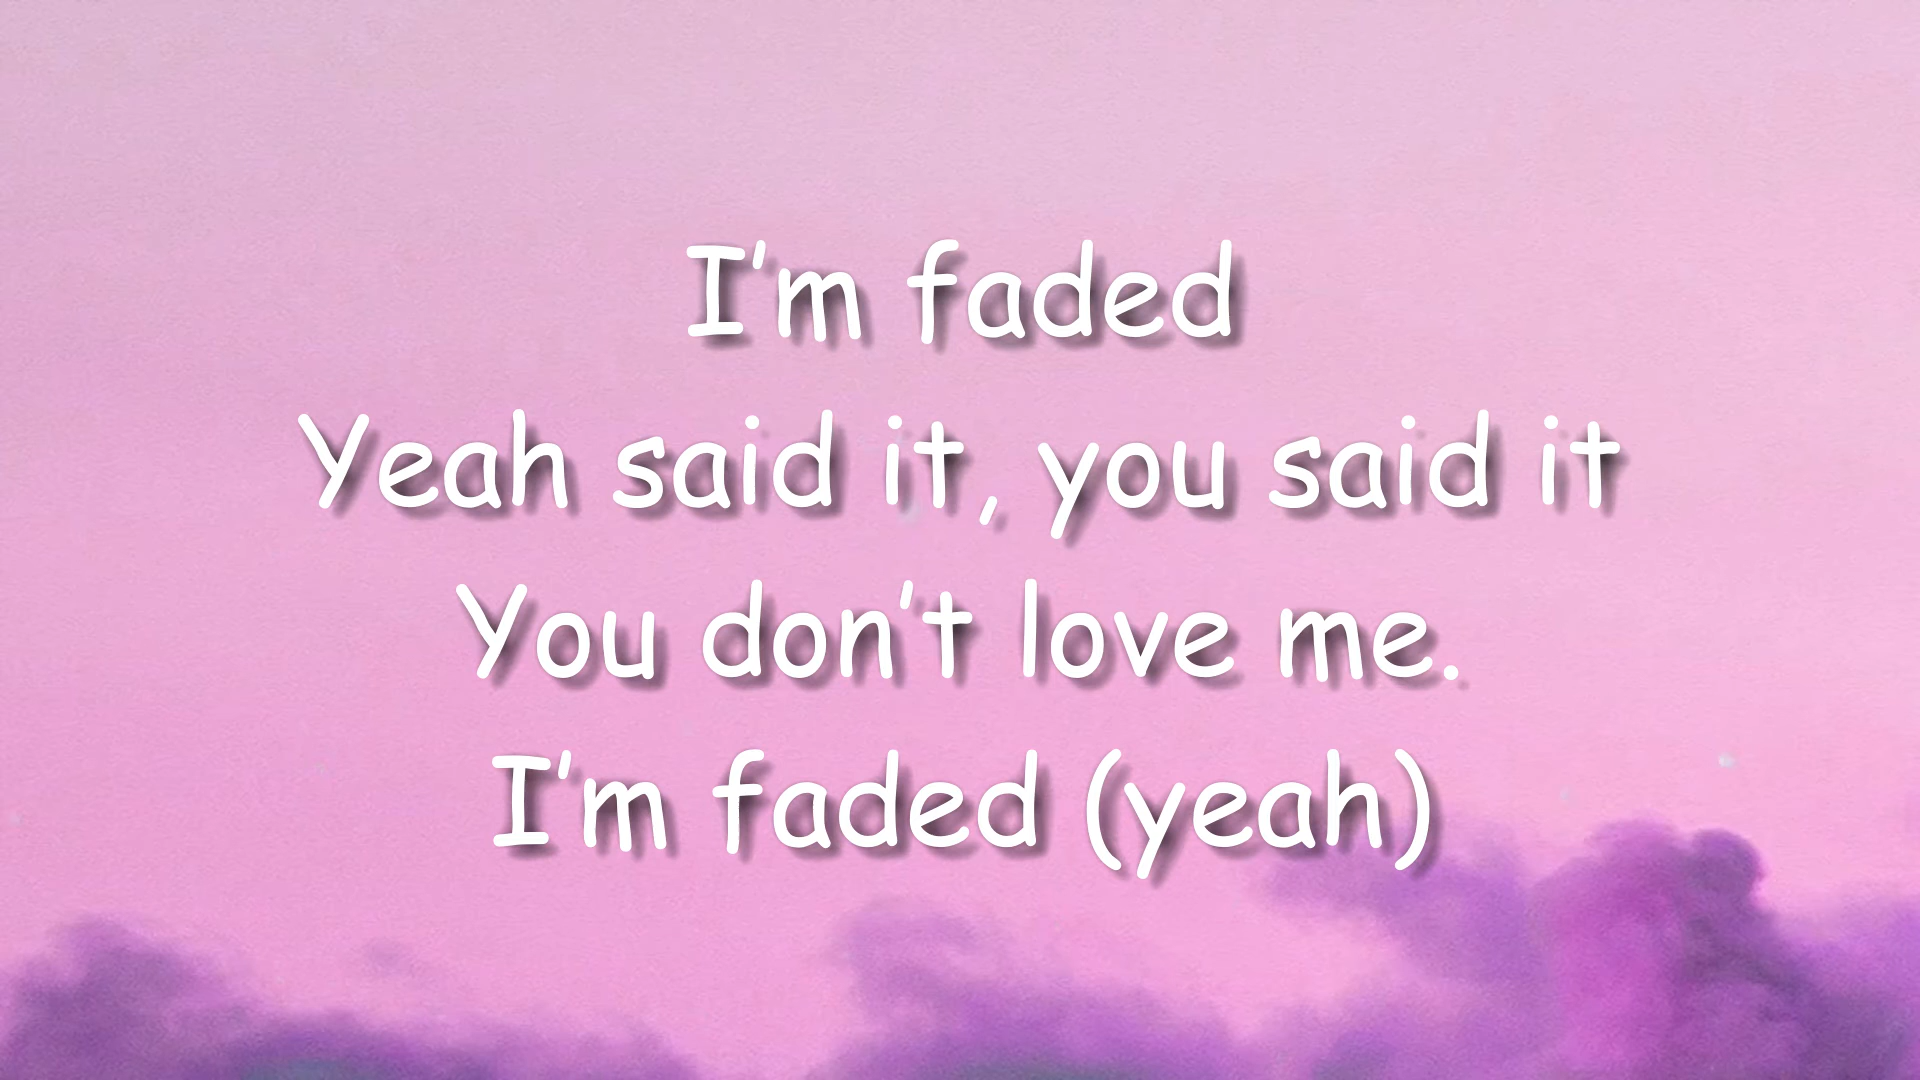 I'm faded
Yeah said it, you said it
You don't love me.
I'm faded (yeah)